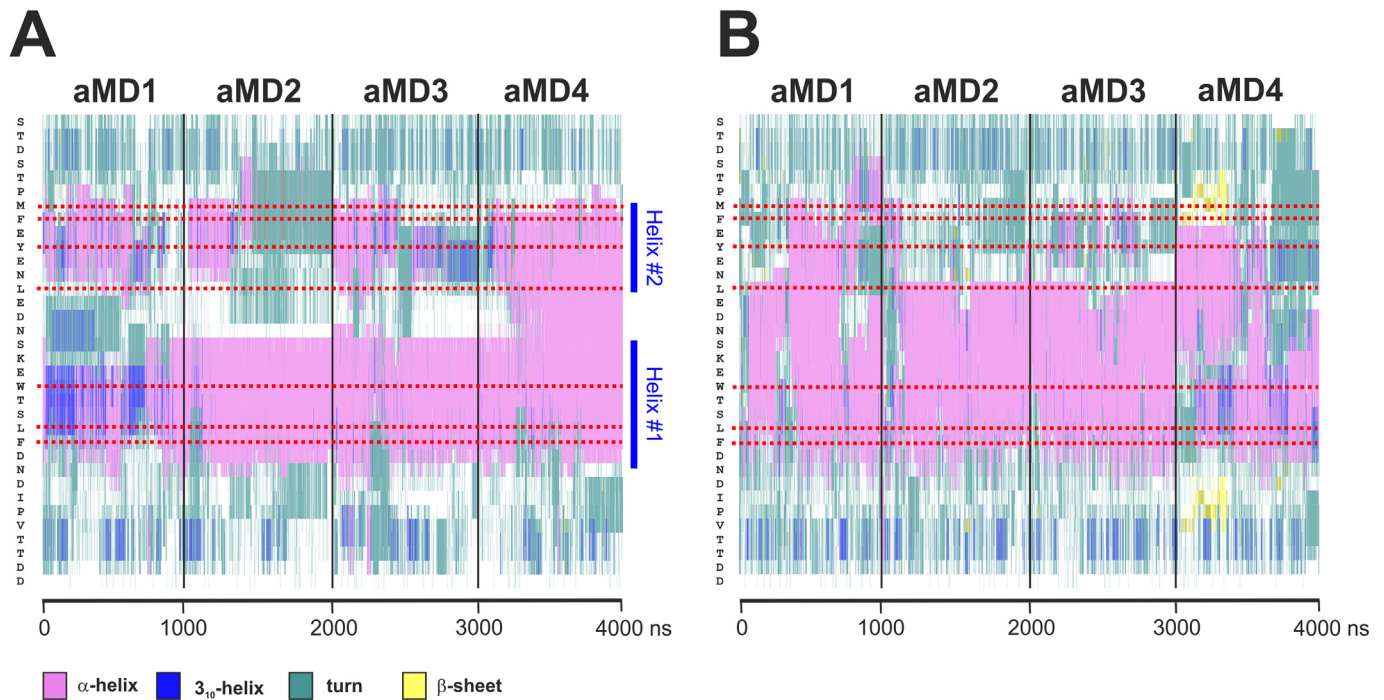 A
B
aMD1 aMD2 aMD3 aMD4
aMD1 aMD2 aMD3 aMD4
S
T
D
S
T
P
M
F
E
Y
E
N
L
E
D
N
S
K
E
W
T
S
L
F
D
N
D
I
P
V
T
T
D
D
Helix #2
Helix #1
S
T
D
S
T
P
M
F
E
Y
E
N
L
E
D
N
S
K
E
W
T
S
L
F
D
N
D
I
P
V
T
T
D
D
0 1000 2000 3000 4000 ns
0 1000 2000 3000 4000 ns
α-helix 3₁₀-helix turn β-sheet